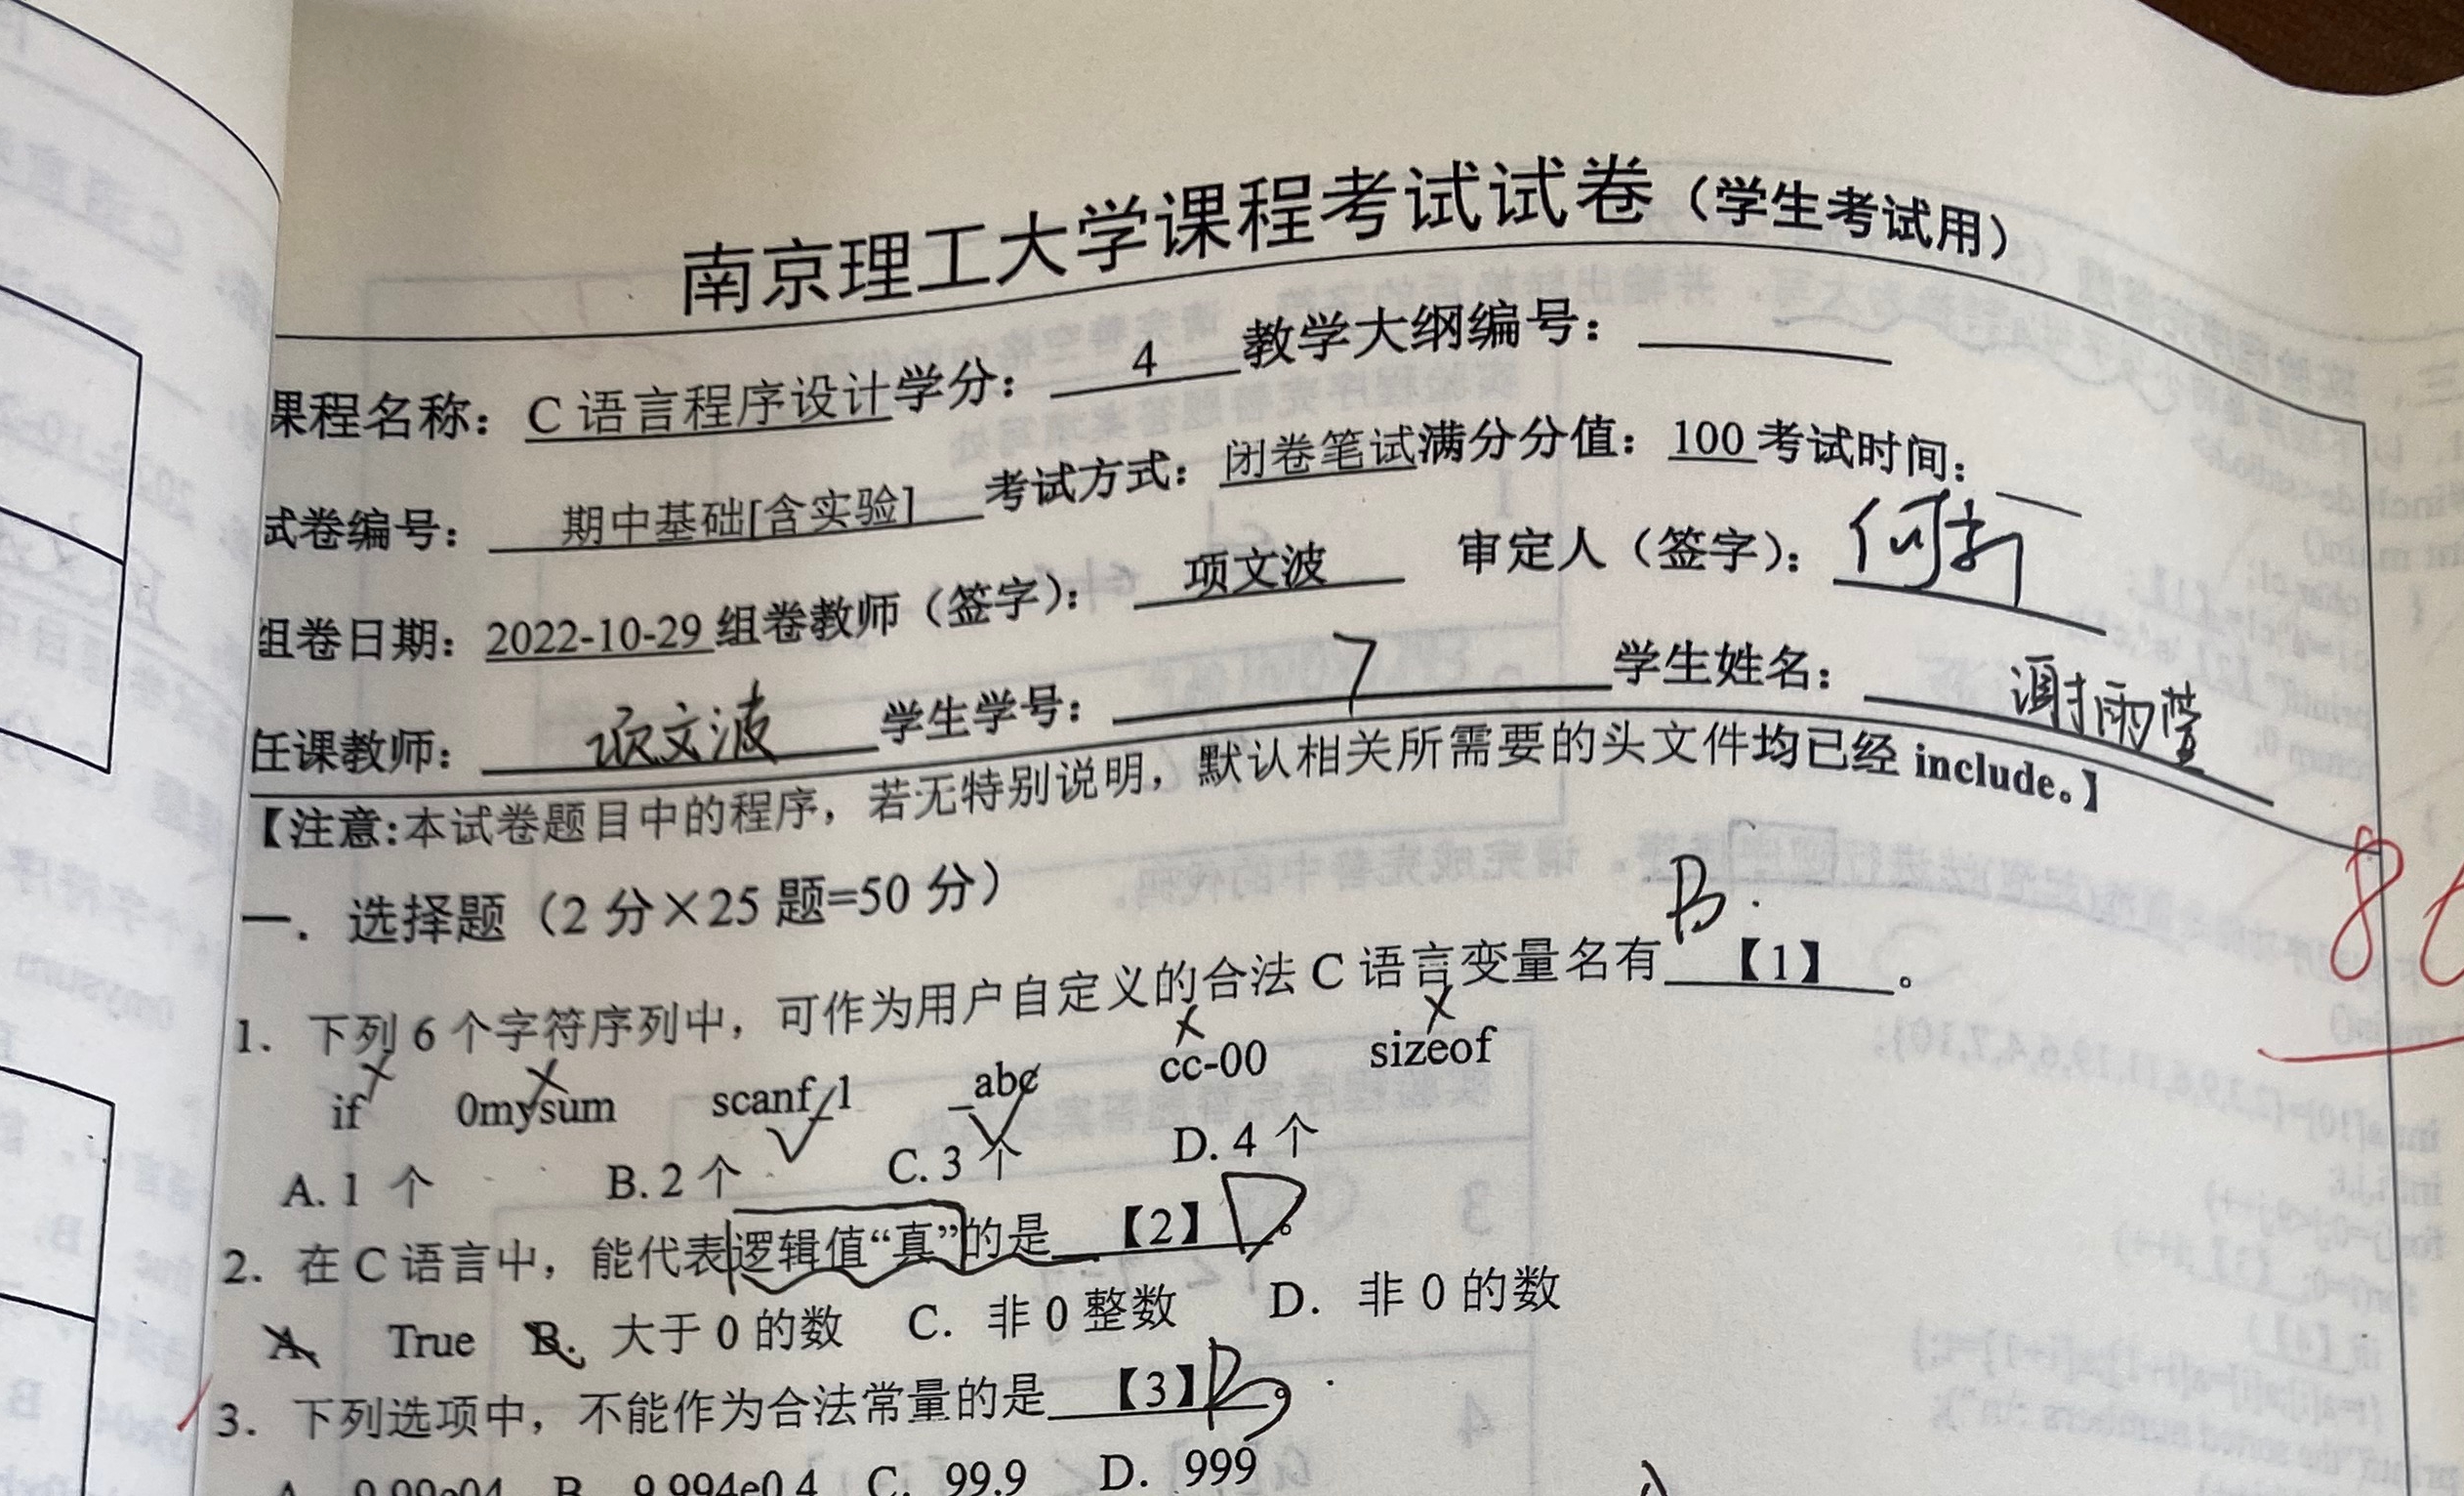 南京理工大学课程考试试卷（学生考试用）
课程名称：C 语言程序设计学分：4教学大纲编号：
试卷编号：期中基础[含实验]考试方式：闭卷笔试满分分值：100考试时间：
组卷日期：2022-10-29组卷教师（签字）：项文波 审定人（签字）：何新
任课教师：项文波 学生学号：7 学生姓名：谢雨莹
【注意:本试卷题目中的程序，若无特别说明，默认相关所需要的头文件均已经 include。】
一．选择题（2 分×25 题=50 分）
B.
1．下列 6 个字符序列中，可作为用户自定义的合法 C 语言变量名有【1】。
if 0mysum scanf_1 _abc cc-00 sizeof
A. 1 个 B. 2 个 C. 3 个 D. 4 个
2．在 C 语言中，能代表逻辑值“真”的是【2】D。
A. True B. 大于 0 的数 C. 非 0 整数 D. 非 0 的数
3．下列选项中，不能作为合法常量的是【3】B。
A. 9.99e04 B. 9.994e0.4 C. 99.9 D. 999